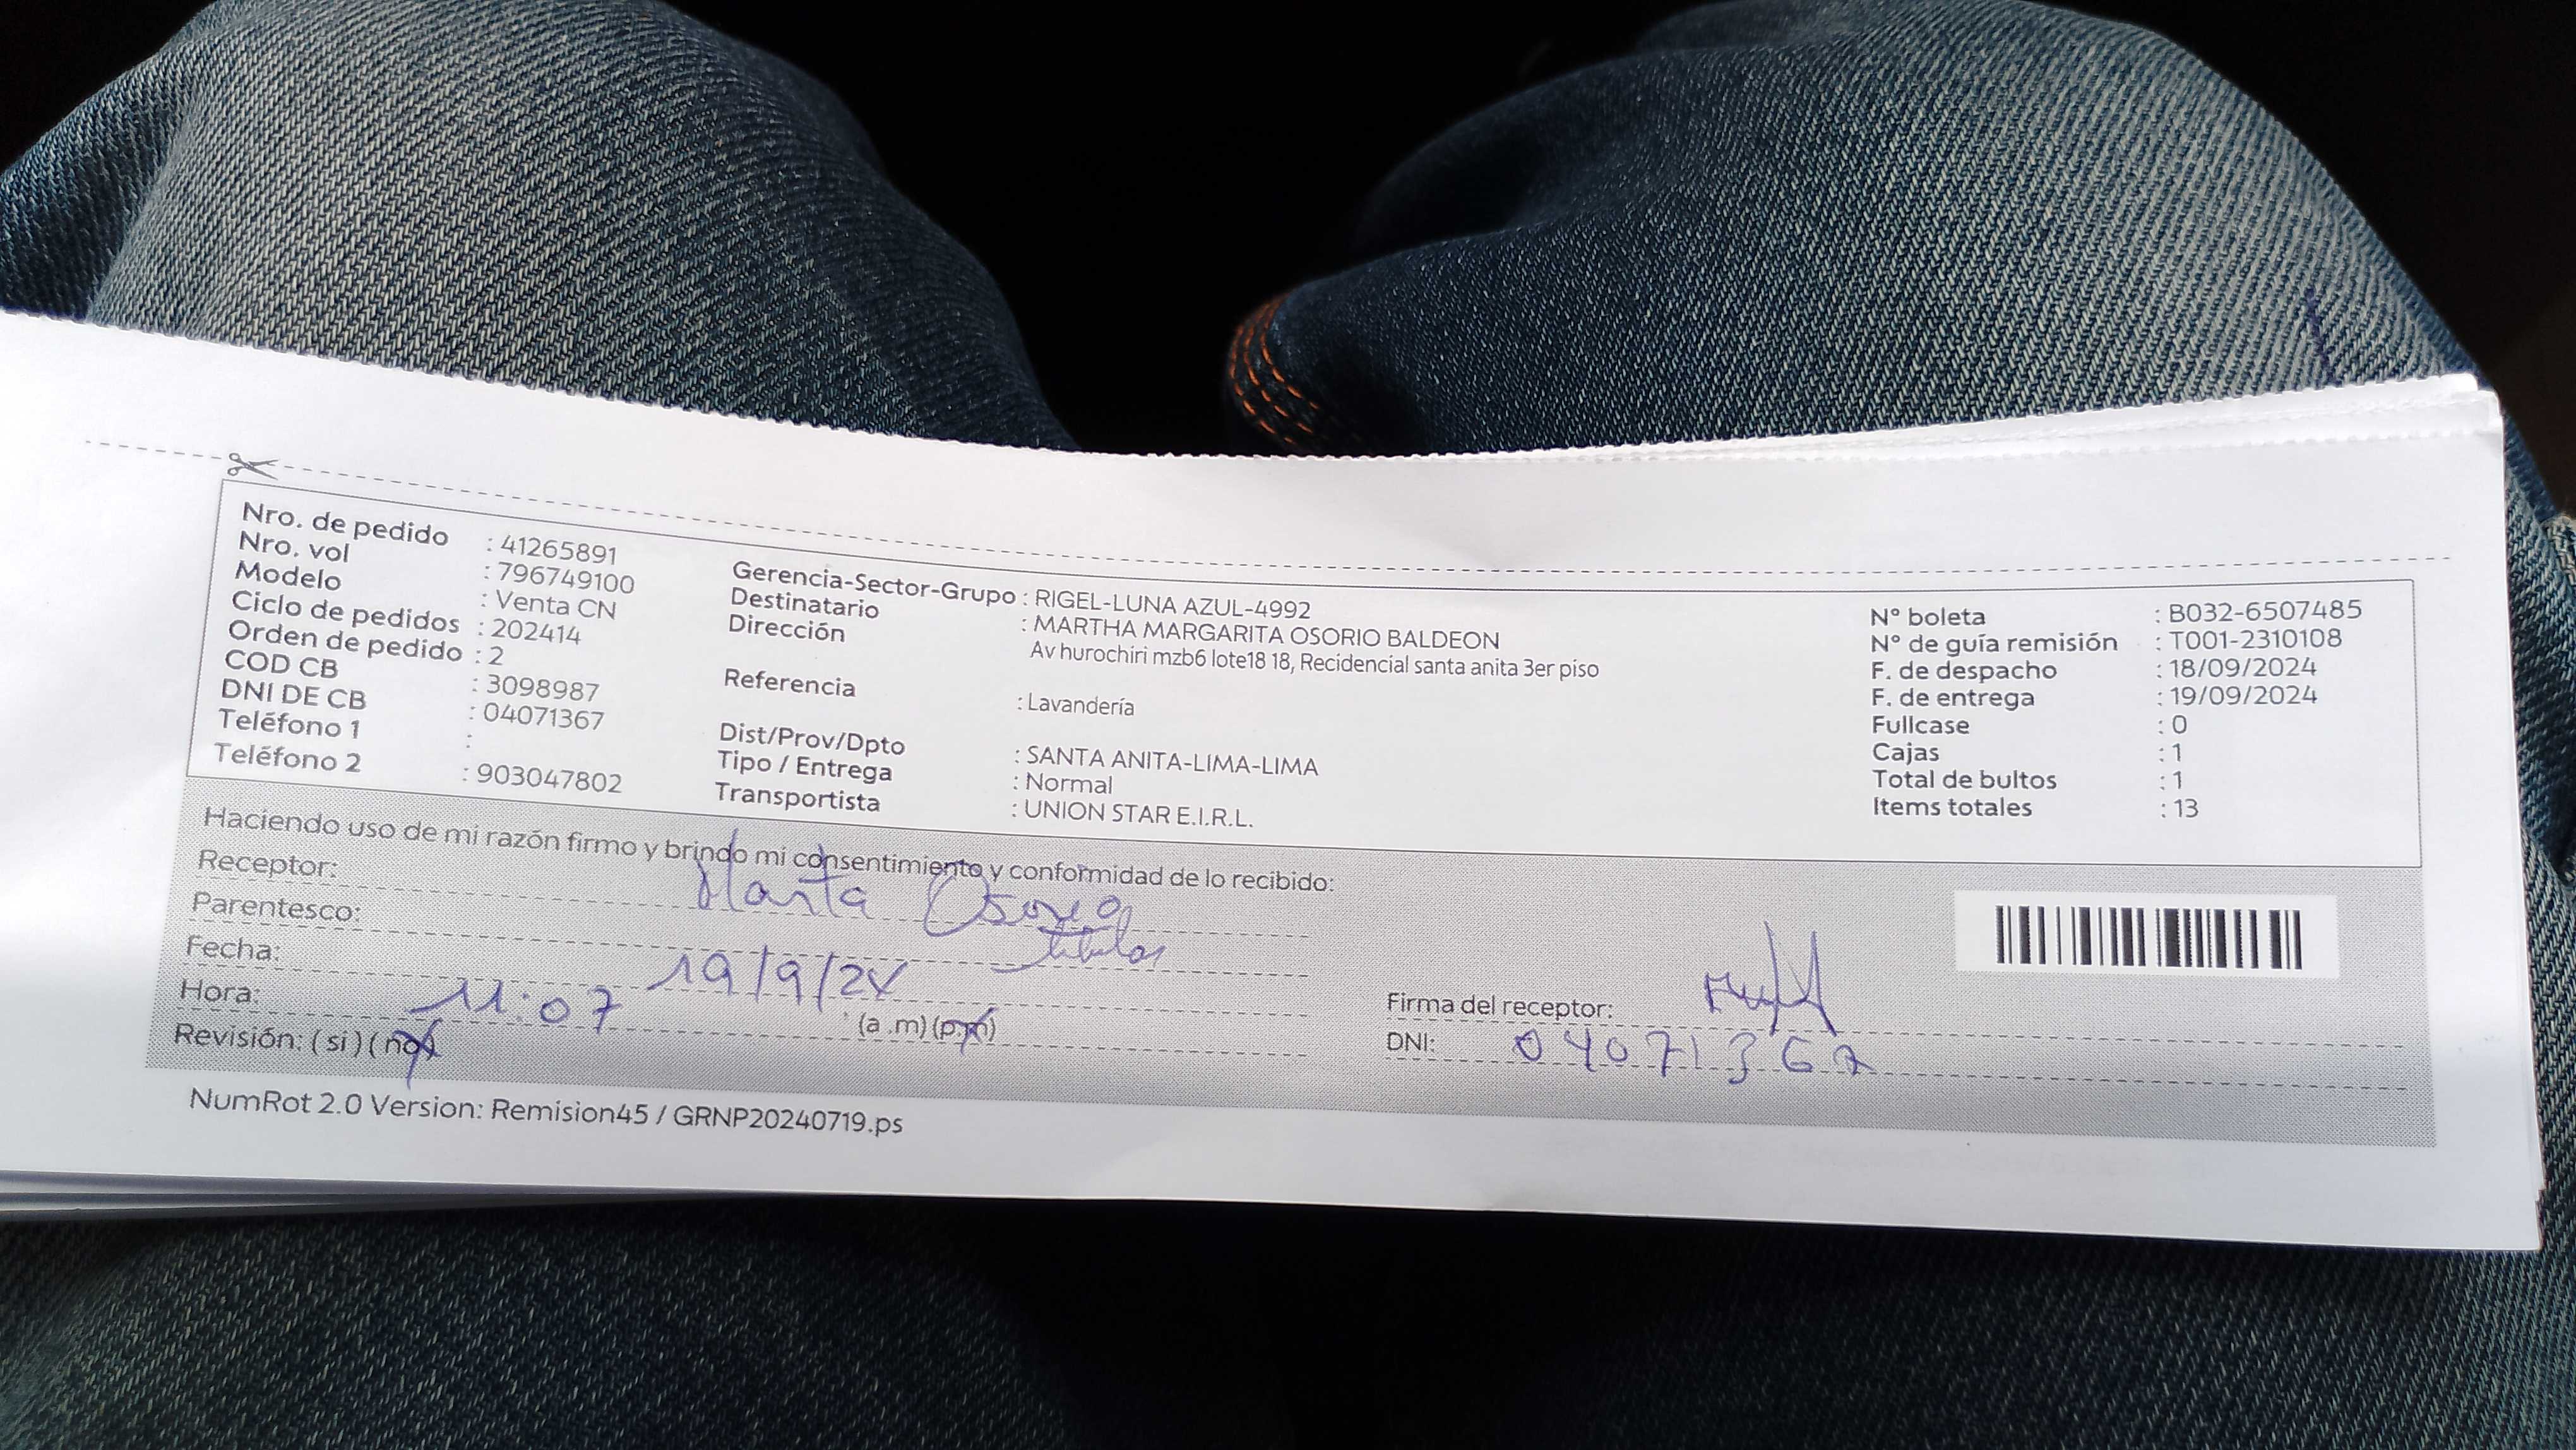 Nro. de pedido : 41265891
Nro. vol : 796749100
Modelo : Venta CN
Ciclo de pedidos : 202414
Orden de pedido : 2
COD CB : 3098987
DNI DE CB : 04071367
Teléfono 1 :
Teléfono 2 : 903047802
Gerencia-Sector-Grupo : RIGEL-LUNA AZUL-4992
Destinatario : MARTHA MARGARITA OSORIO BALDEON
Dirección Av hurochiri mzb6 lote18 18, Recidencial santa anita 3er piso
Referencia : Lavandería
Dist/Prov/Dpto : SANTA ANITA-LIMA-LIMA
Tipo / Entrega : Normal
Transportista : UNION STAR E.I.R.L.
N° boleta : B032-6507485
N° de guía remisión : T001-2310108
F. de despacho : 18/09/2024
F. de entrega : 19/09/2024
Fullcase : 0
Cajas : 1
Total de bultos : 1
Items totales : 13
Haciendo uso de mi razón firmo y brindo mi consentimiento y conformidad de lo recibido:
Receptor: Marta Osorio
Parentesco: titular
Fecha: 19/9/24
Hora: 11:07 (a .m) (p.m)
Revisión: ( si ) ( no )
Firma del receptor:
DNI: 04071367
NumRot 2.0 Version: Remision45 / GRNP20240719.ps